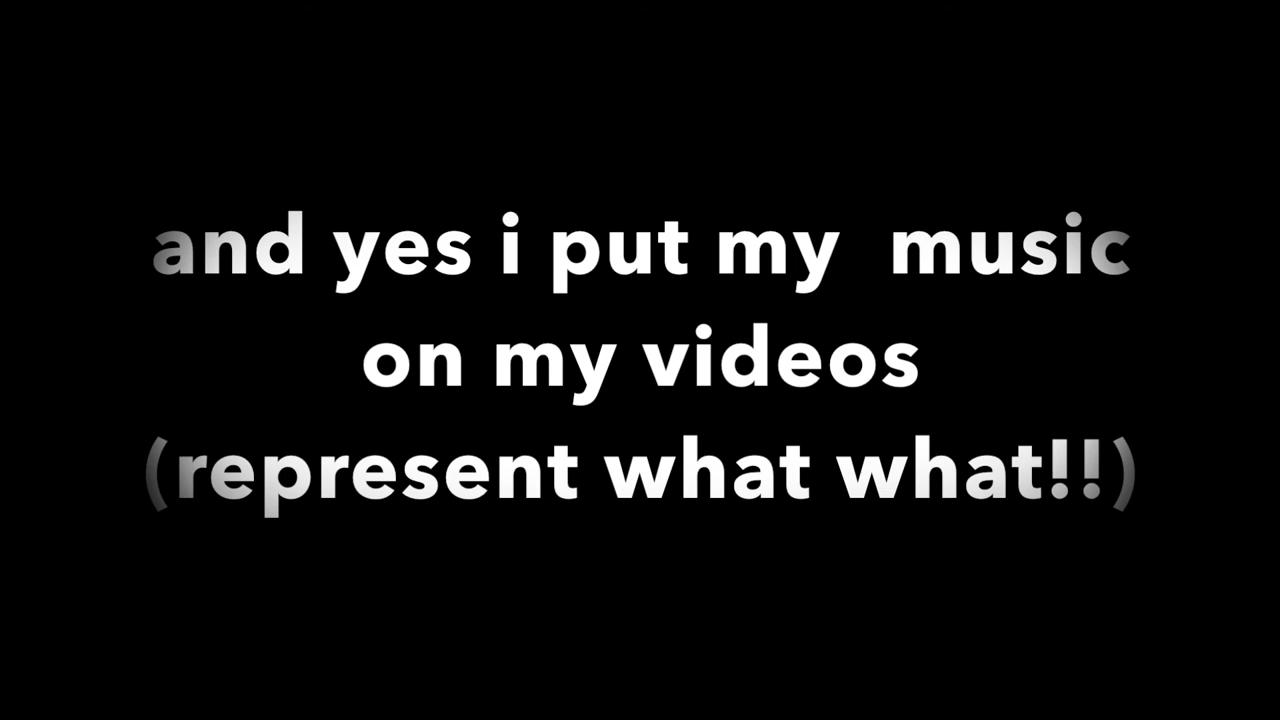 and yes i put my  music
on my videos
(represent what what!!)